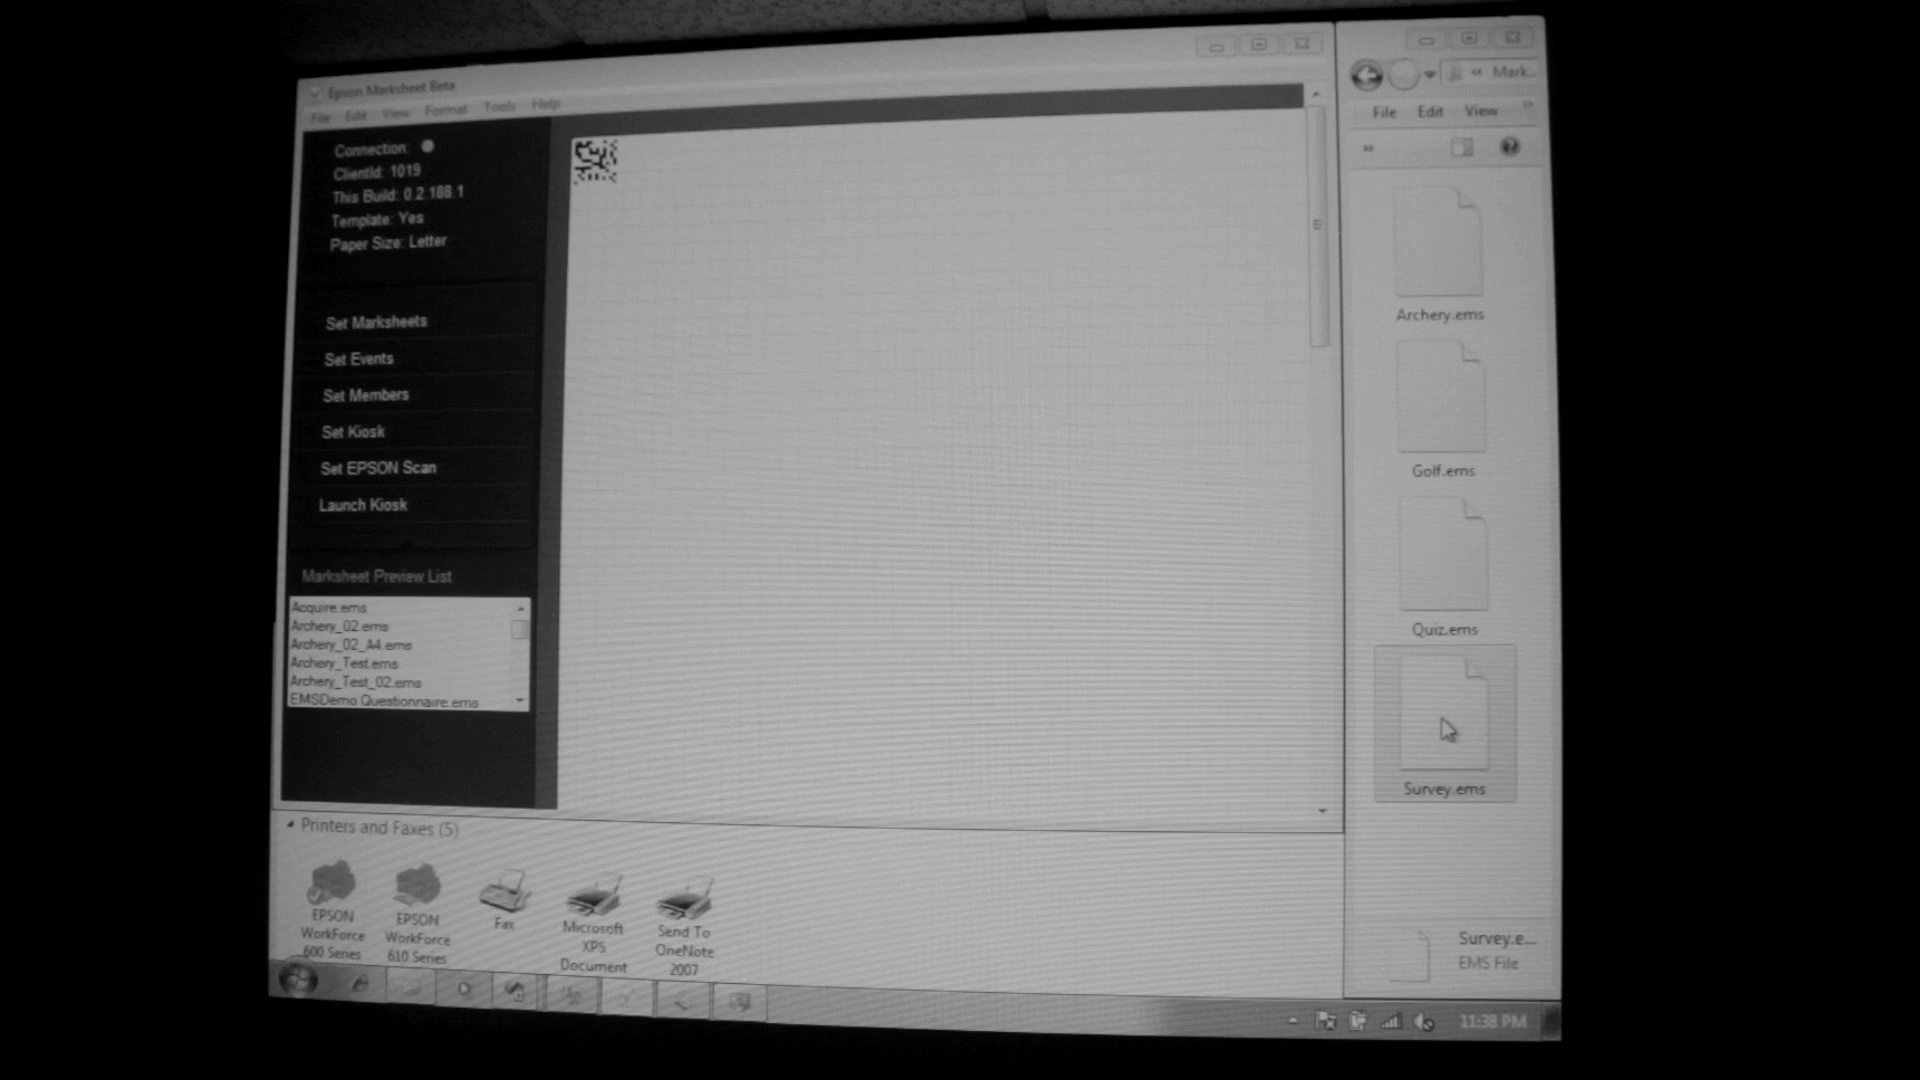 Epson Marksheet Beta
File Edit View Format Tools Help
Connection:
ClientId: 1019
This Build: 0.2.188.1
Template: Yes
Paper Size: Letter
Set Marksheets
Set Events
Set Members
Set Kiosk
Set EPSON Scan
Launch Kiosk
Marksheet Preview List
Acquire.ems
Archery_02.ems
Archery_02_A4.ems
Archery_Test.ems
Archery_Test_02.ems
EMSDemo Questionnaire.ems
Printers and Faxes (5)
EPSON
WorkForce
600 Series
EPSON
WorkForce
610 Series
Fax
Microsoft
XPS
Document
Send To
OneNote
2007
« Mark...
File Edit View »
»
Archery.ems
Golf.ems
Quiz.ems
Survey.ems
Survey.e...
EMS File
11:38 PM